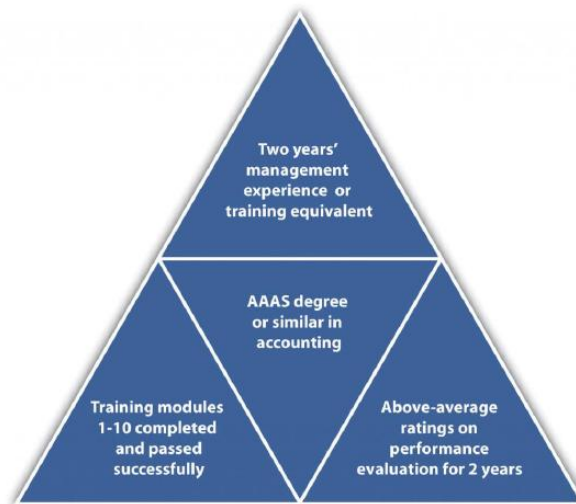 Two years'
management
experience or
training equivalent
AAAS degree
or similar in
accounting
Training modules
1-10 completed
and passed
successfully
Above-average
ratings on
performance
evaluation for 2 years